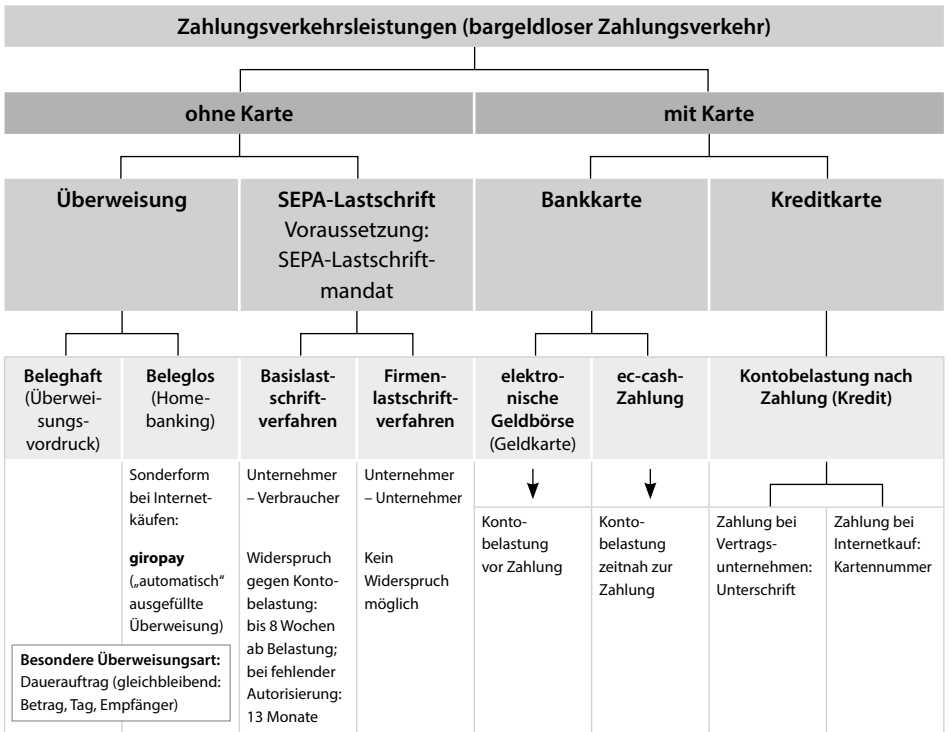 Zahlungsverkehrsleistungen (bargeldloser Zahlungsverkehr)
ohne Karte
mit Karte
Überweisung
SEPA-Lastschrift
Voraussetzung:
SEPA-Lastschrift-
mandat
Bankkarte
Kreditkarte
Beleghaft
(Überwei-
sungs-
vordruck)
Beleglos
(Home-
banking)
Basislast-
schrift-
verfahren
Firmen-
lastschrift-
verfahren
elektro-
nische
Geldbörse
(Geldkarte)
ec-cash-
Zahlung
Kontobelastung nach
Zahlung (Kredit)
Sonderform
bei Internet-
käufen:
giropay
(„automatisch“
ausgefüllte
Überweisung)
Besondere Überweisungsart:
Dauerauftrag (gleichbleibend:
Betrag, Tag, Empfänger)
Unternehmer
– Verbraucher
Widerspruch
gegen Konto-
belastung:
bis 8 Wochen
ab Belastung;
bei fehlender
Autorisierung:
13 Monate
Unternehmer
– Unternehmer
Kein
Widerspruch
möglich
Konto-
belastung
vor Zahlung
Konto-
belastung
zeitnah zur
Zahlung
Zahlung bei
Vertrags-
unternehmen:
Unterschrift
Zahlung bei
Internetkauf:
Kartennummer